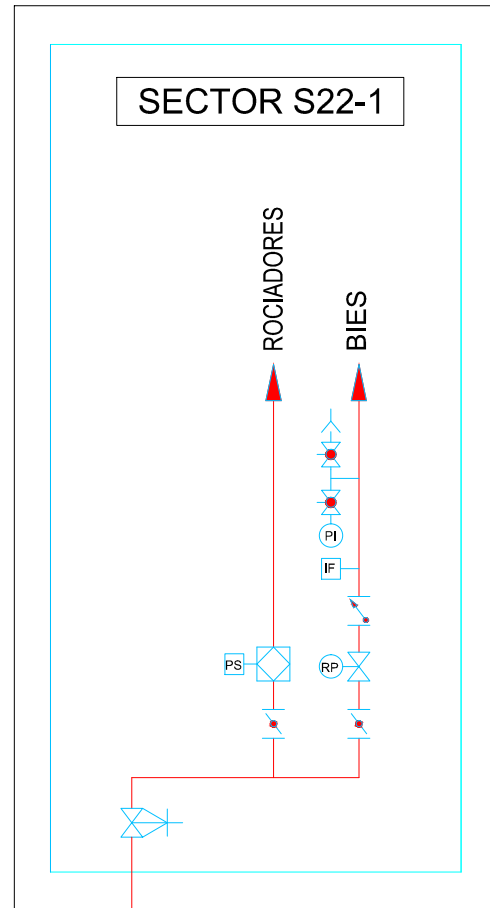 SECTOR S22-1
ROCIADORES
BIES
PI
IF
PS
RP